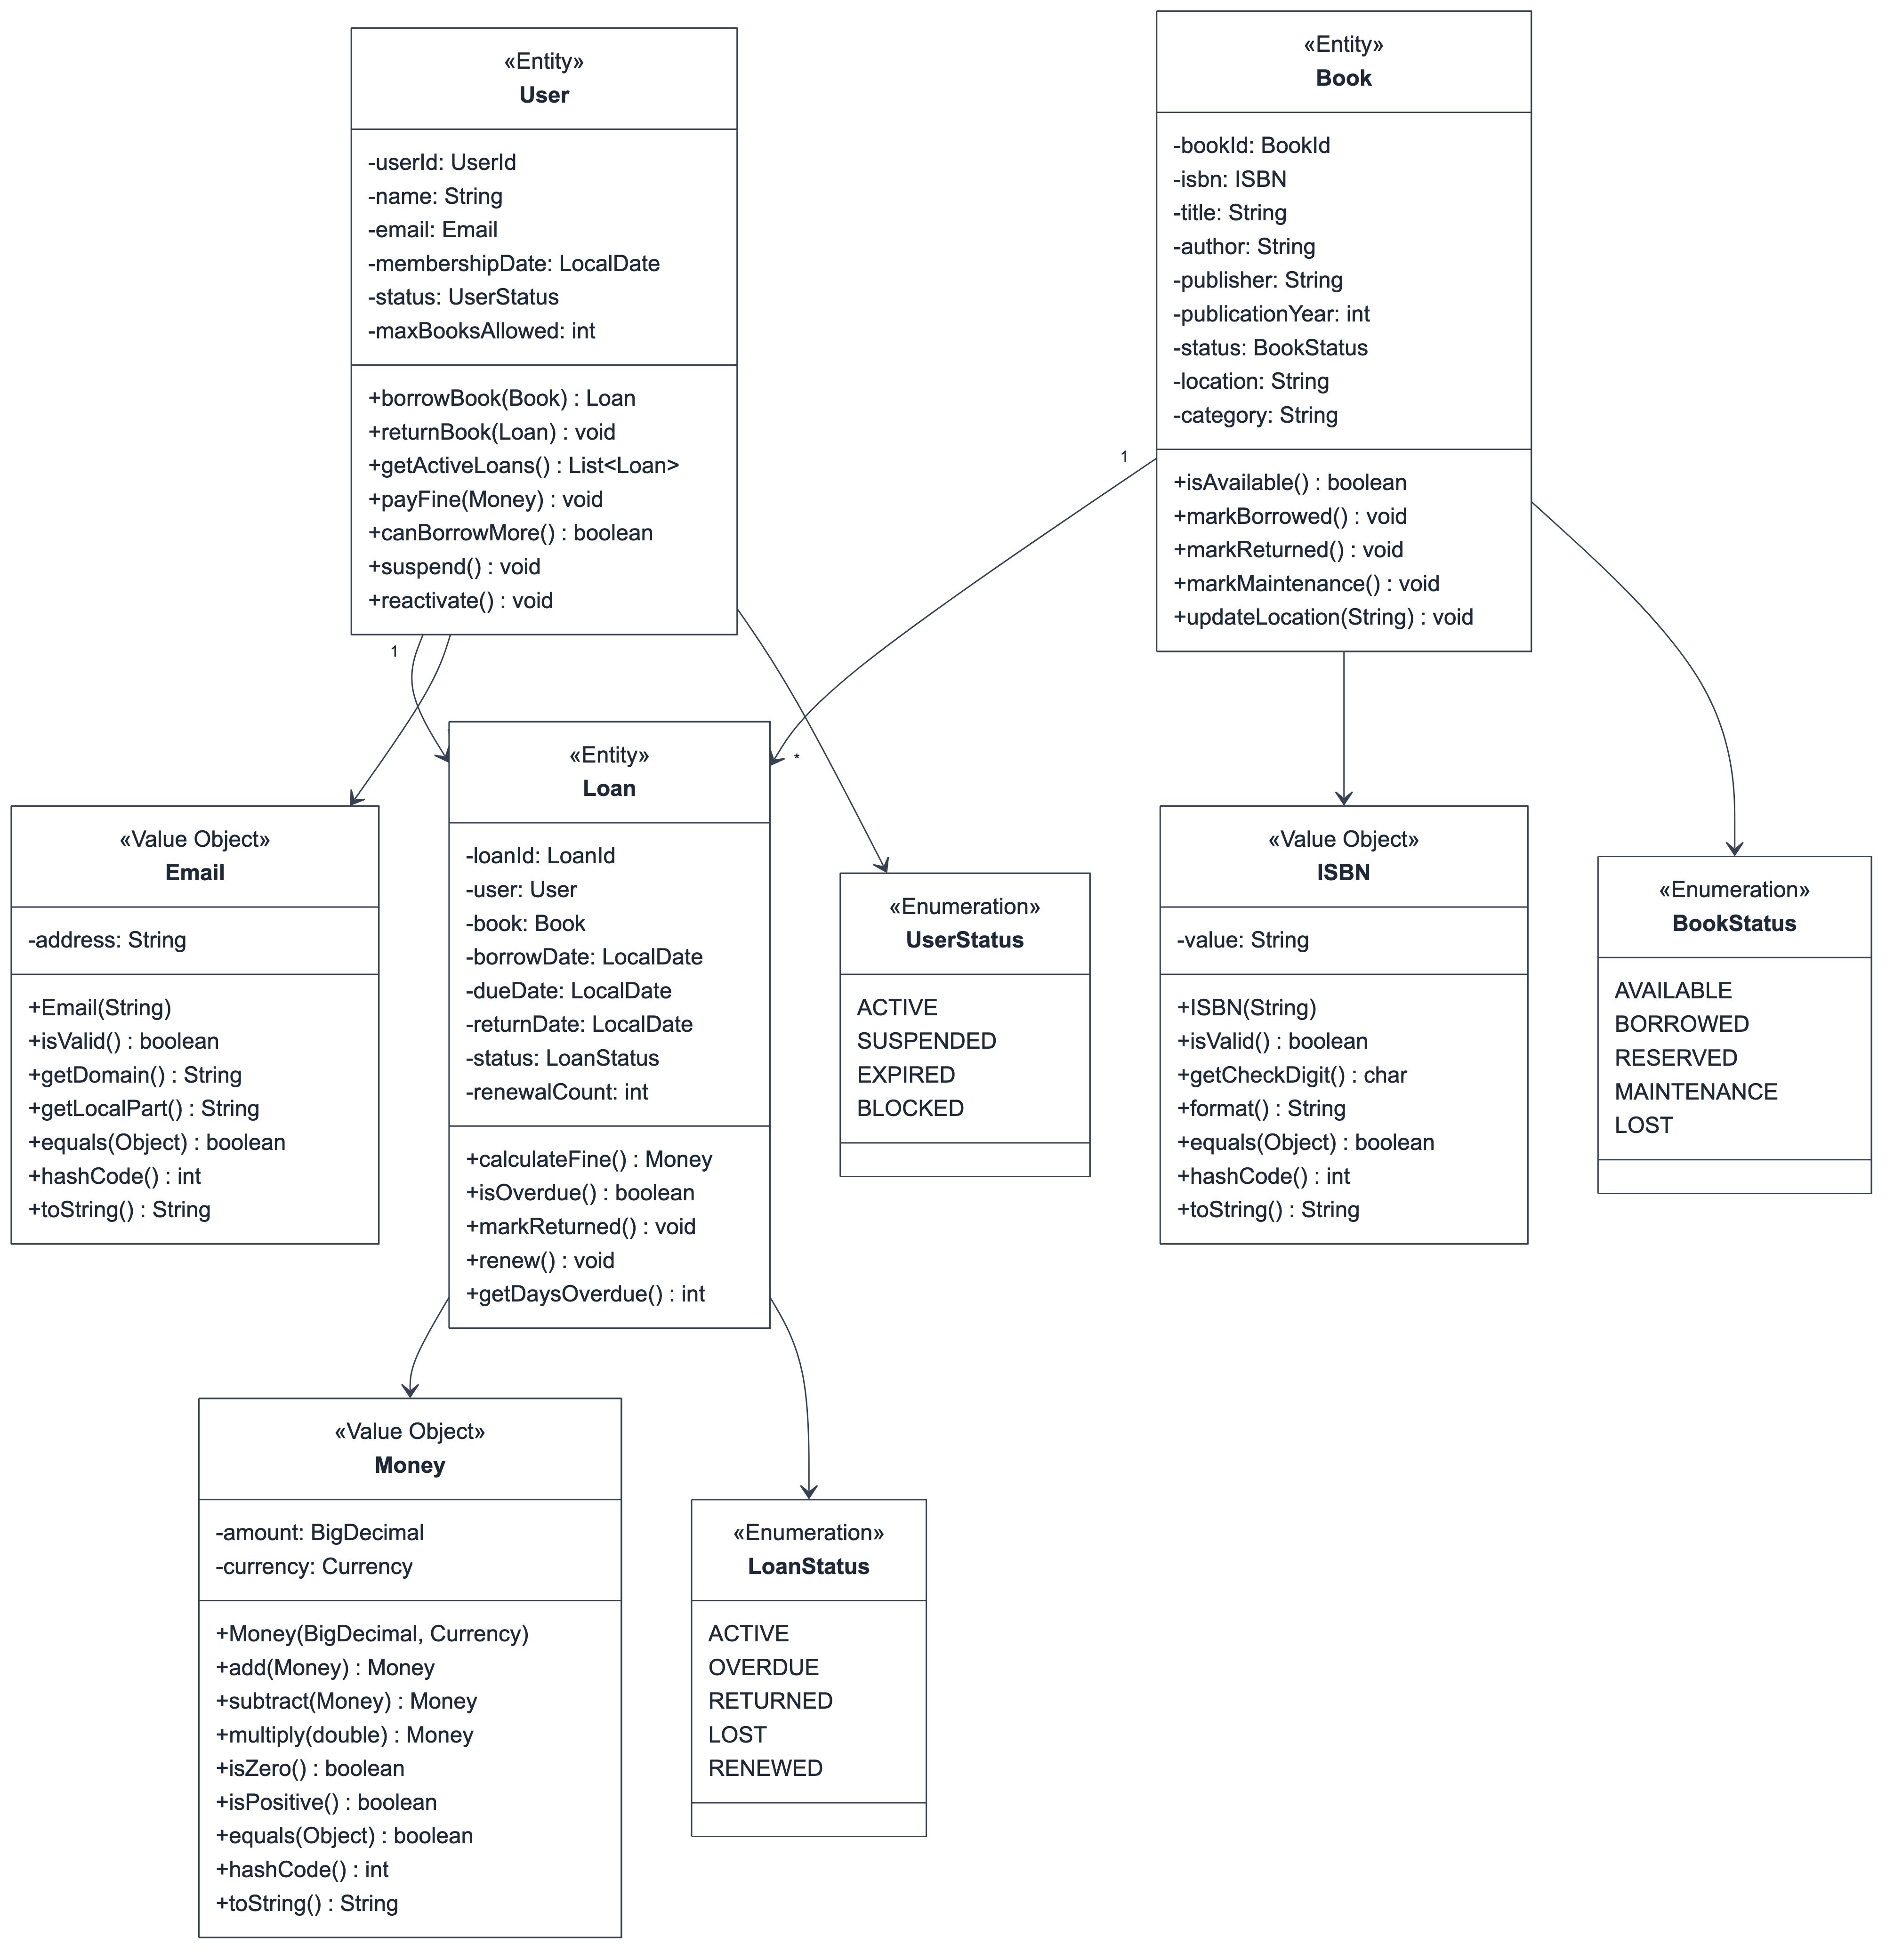 «Entity»
User
-userId: UserId
-name: String
-email: Email
-membershipDate: LocalDate
-status: UserStatus
-maxBooksAllowed: int
+borrowBook(Book) : Loan
+returnBook(Loan) : void
+getActiveLoans() : List<Loan>
+payFine(Money) : void
+canBorrowMore() : boolean
+suspend() : void
+reactivate() : void
«Entity»
Book
-bookId: BookId
-isbn: ISBN
-title: String
-author: String
-publisher: String
-publicationYear: int
-status: BookStatus
-location: String
-category: String
+isAvailable() : boolean
+markBorrowed() : void
+markReturned() : void
+markMaintenance() : void
+updateLocation(String) : void
1
1
*
«Value Object»
Email
-address: String
+Email(String)
+isValid() : boolean
+getDomain() : String
+getLocalPart() : String
+equals(Object) : boolean
+hashCode() : int
+toString() : String
«Entity»
Loan
-loanId: LoanId
-user: User
-book: Book
-borrowDate: LocalDate
-dueDate: LocalDate
-returnDate: LocalDate
-status: LoanStatus
-renewalCount: int
+calculateFine() : Money
+isOverdue() : boolean
+markReturned() : void
+renew() : void
+getDaysOverdue() : int
«Enumeration»
UserStatus
ACTIVE
SUSPENDED
EXPIRED
BLOCKED
«Value Object»
ISBN
-value: String
+ISBN(String)
+isValid() : boolean
+getCheckDigit() : char
+format() : String
+equals(Object) : boolean
+hashCode() : int
+toString() : String
«Enumeration»
BookStatus
AVAILABLE
BORROWED
RESERVED
MAINTENANCE
LOST
«Value Object»
Money
-amount: BigDecimal
-currency: Currency
+Money(BigDecimal, Currency)
+add(Money) : Money
+subtract(Money) : Money
+multiply(double) : Money
+isZero() : boolean
+isPositive() : boolean
+equals(Object) : boolean
+hashCode() : int
+toString() : String
«Enumeration»
LoanStatus
ACTIVE
OVERDUE
RETURNED
LOST
RENEWED